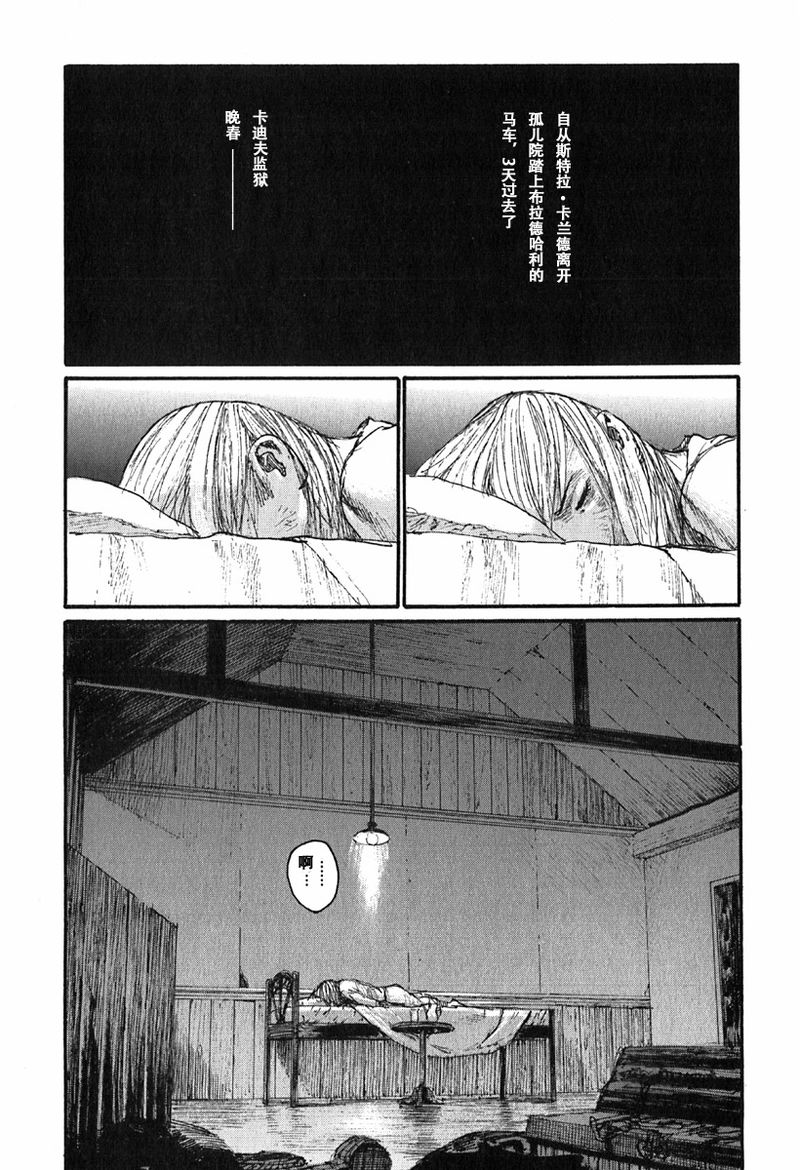 自从斯特拉·卡兰德离开
孤儿院踏上布拉德哈利的
马车，3天过去了
卡迪夫监狱
晚春——
……
啊…